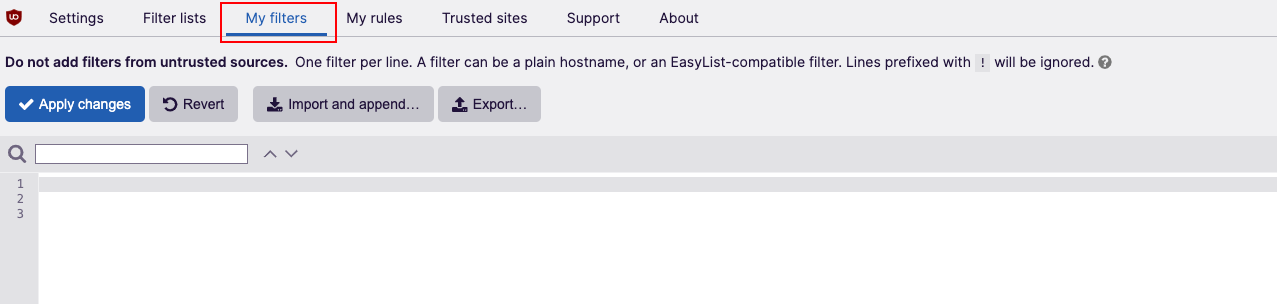 Settings Filter lists My filters My rules Trusted sites Support About
Do not add filters from untrusted sources. One filter per line. A filter can be a plain hostname, or an EasyList-compatible filter. Lines prefixed with ! will be ignored.
Apply changes Revert Import and append… Export…
1
2
3